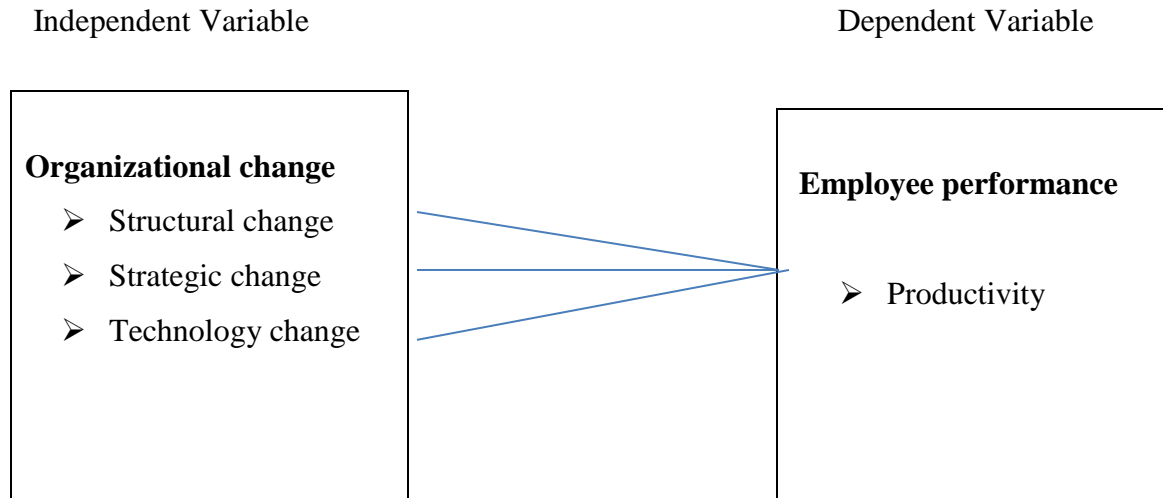 Independent Variable
Dependent Variable
Organizational change
➢ Structural change
➢ Strategic change
➢ Technology change
Employee performance
➢ Productivity